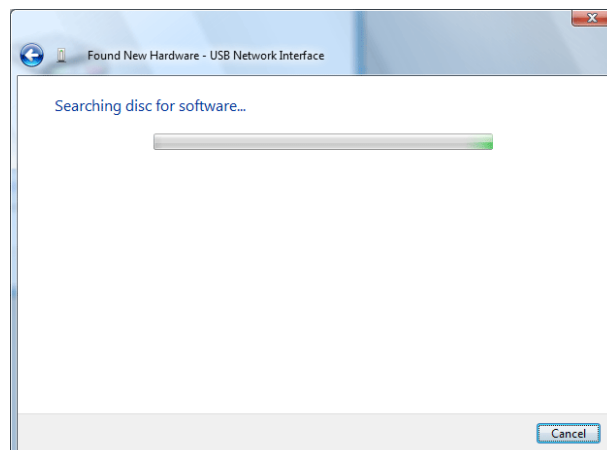 Found New Hardware - USB Network Interface
Searching disc for software...
Cancel